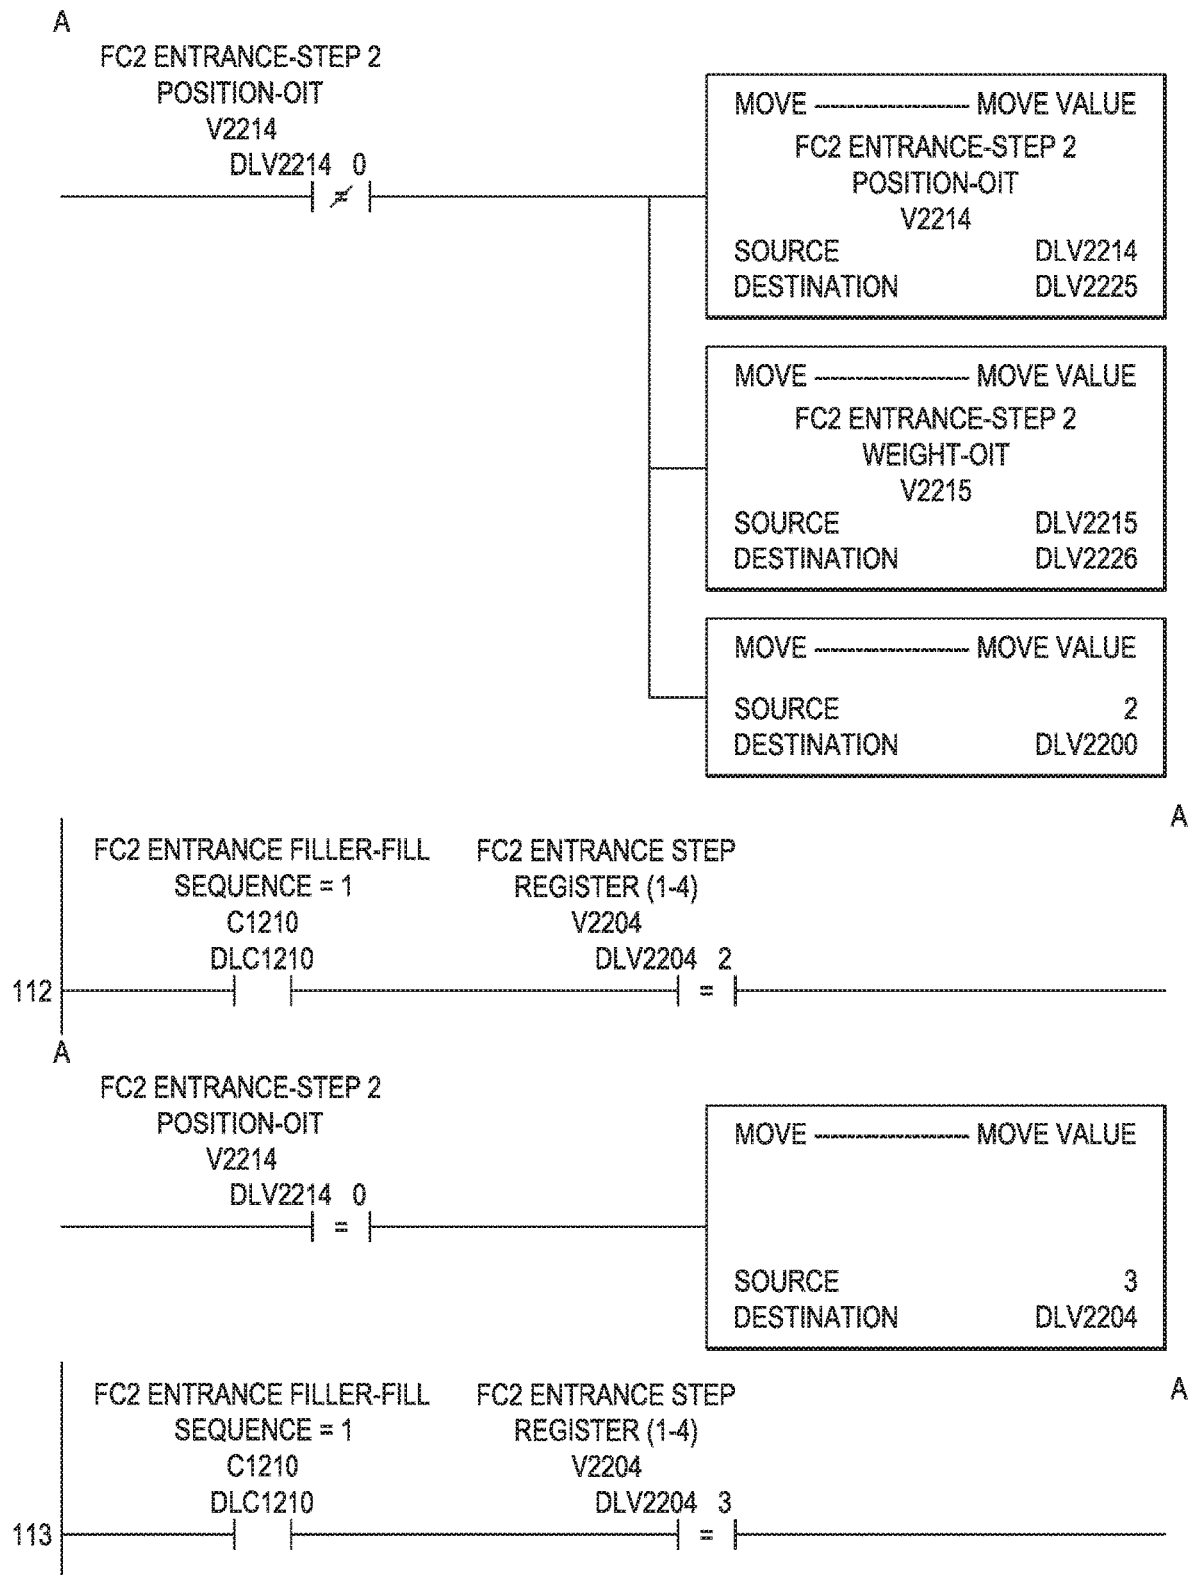 A
FC2 ENTRANCE-STEP 2
POSITION-OIT
V2214
DLV2214 0
≠
MOVE MOVE VALUE
FC2 ENTRANCE-STEP 2
POSITION-OIT
V2214
SOURCE DLV2214
DESTINATION DLV2225
MOVE MOVE VALUE
FC2 ENTRANCE-STEP 2
WEIGHT-OIT
V2215
SOURCE DLV2215
DESTINATION DLV2226
MOVE MOVE VALUE
SOURCE 2
DESTINATION DLV2200
A
FC2 ENTRANCE FILLER-FILL
SEQUENCE = 1
C1210
DLC1210
FC2 ENTRANCE STEP
REGISTER (1-4)
V2204
DLV2204 2
112
=
A
FC2 ENTRANCE-STEP 2
POSITION-OIT
V2214
DLV2214 0
=
MOVE MOVE VALUE
SOURCE 3
DESTINATION DLV2204
A
FC2 ENTRANCE FILLER-FILL
SEQUENCE = 1
C1210
DLC1210
FC2 ENTRANCE STEP
REGISTER (1-4)
V2204
DLV2204 3
113
=